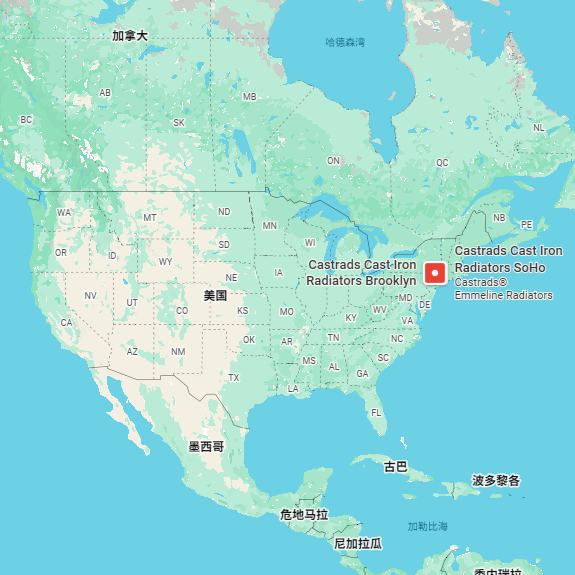 加拿大
哈德森湾
AB
MB
BC
SK
NL
ON
QC
NB
PE
WA
MT
ND
MN
OR
ID
SD
WI
WY
NE
IA
NV
UT
CO
美国
KS
MO
CA
AZ
NM
OK
AR
TX
LA
MS
AL
GA
FL
TN
KY
WV
VA
NC
SC
MD
DE
Castrads Cast Iron
Radiators Brooklyn
Castrads Cast Iron
Radiators SoHo
Castrads®
Emmeline Radiators
墨西哥
古巴
波多黎各
危地马拉
加勒比海
尼加拉瓜
委内瑞拉